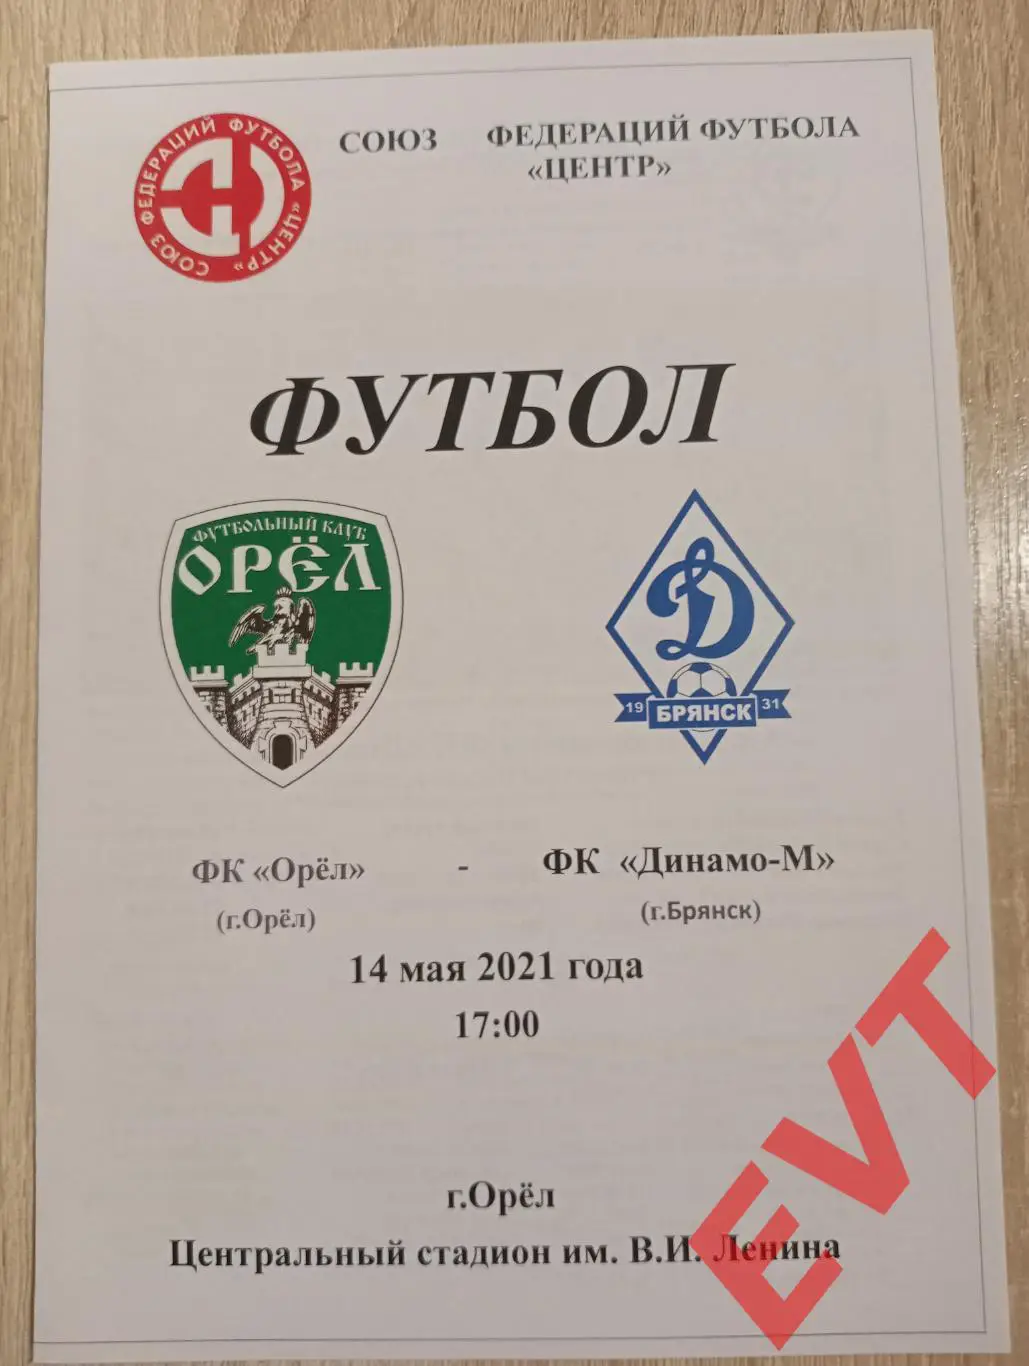 СОЮЗ ФЕДЕРАЦИЙ ФУТБОЛА «ЦЕНТР»
СОЮЗ ФЕДЕРАЦИЙ ФУТБОЛА
«ЦЕНТР»
ФУТБОЛ
ФУТБОЛЬНЫЙ КЛУБ
ОРЁЛ
Д
19 БРЯНСК 31
ФК «Орёл» - ФК «Динамо-М»
(г.Орёл) (г.Брянск)
14 мая 2021 года
17:00
г.Орёл
Центральный стадион им. В.И. Ленина
EVT